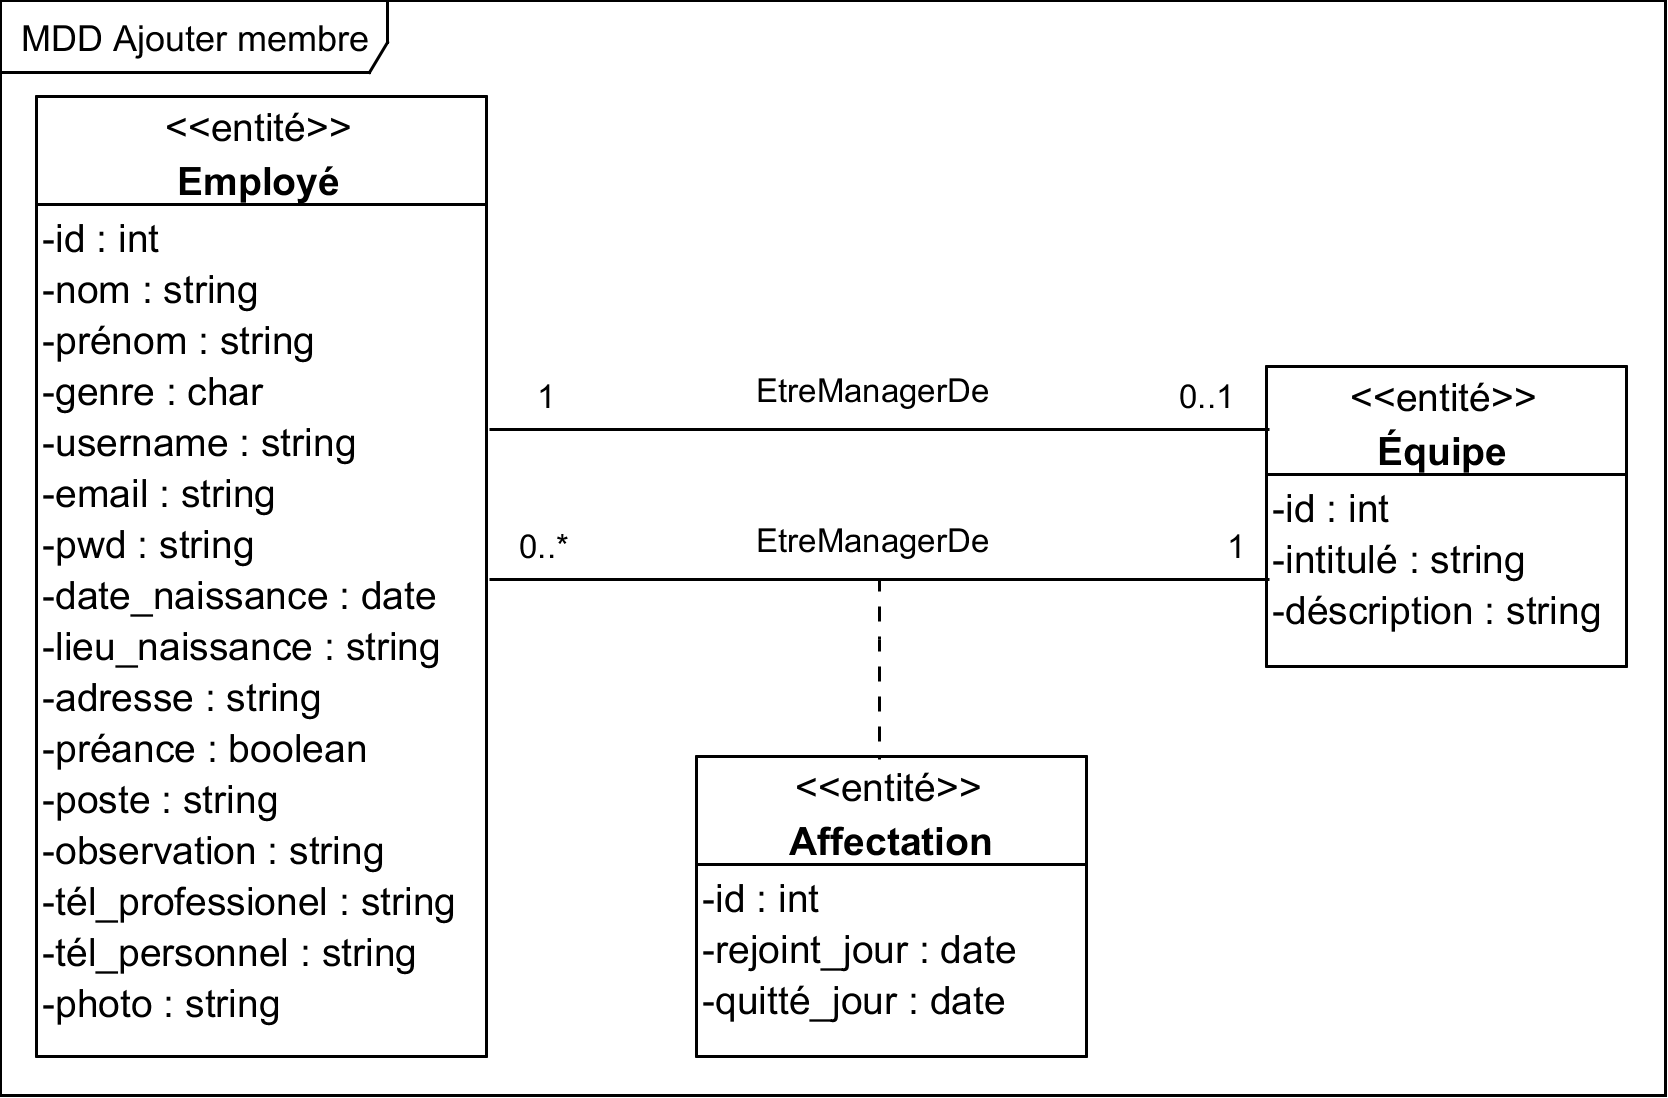 MDD Ajouter membre
<<entité>>
Employé
-id : int
-nom : string
-prénom : string
-genre : char
-username : string
-email : string
-pwd : string
-date_naissance : date
-lieu_naissance : string
-adresse : string
-préance : boolean
-poste : string
-observation : string
-tél_professionel : string
-tél_personnel : string
-photo : string
1
EtreManagerDe
0..1
0..*
EtreManagerDe
1
<<entité>>
Équipe
-id : int
-intitulé : string
-déscription : string
<<entité>>
Affectation
-id : int
-rejoint_jour : date
-quitté_jour : date